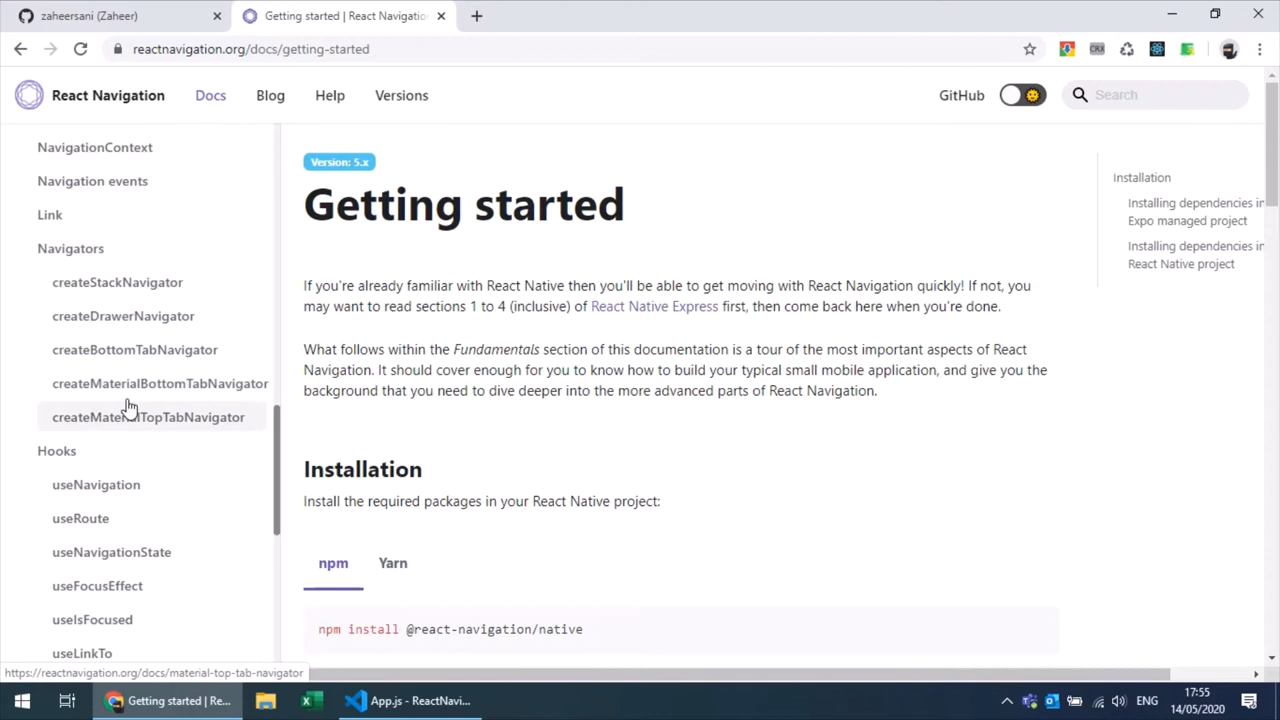 zaheersani (Zaheer)
Getting started | React Navigation
reactnavigation.org/docs/getting-started
CRX
React Navigation
Docs
Blog
Help
Versions
GitHub
Search
NavigationContext
Navigation events
Link
Navigators
createStackNavigator
createDrawerNavigator
createBottomTabNavigator
createMaterialBottomTabNavigator
createMaterialTopTabNavigator
Hooks
useNavigation
useRoute
useNavigationState
useFocusEffect
useIsFocused
useLinkTo
https://reactnavigation.org/docs/material-top-tab-navigator
Version: 5.x
Getting started
If you're already familiar with React Native then you'll be able to get moving with React Navigation quickly! If not, you
may want to read sections 1 to 4 (inclusive) of React Native Express first, then come back here when you're done.
What follows within the Fundamentals section of this documentation is a tour of the most important aspects of React
Navigation. It should cover enough for you to know how to build your typical small mobile application, and give you the
background that you need to dive deeper into the more advanced parts of React Navigation.
Installation
Install the required packages in your React Native project:
npm
Yarn
npm install @react-navigation/native
Installation
Installing dependencies in
Expo managed project
Installing dependencies in
React Native project
Getting started | Re...
App.js - ReactNavi...
ENG
17:55
14/05/2020